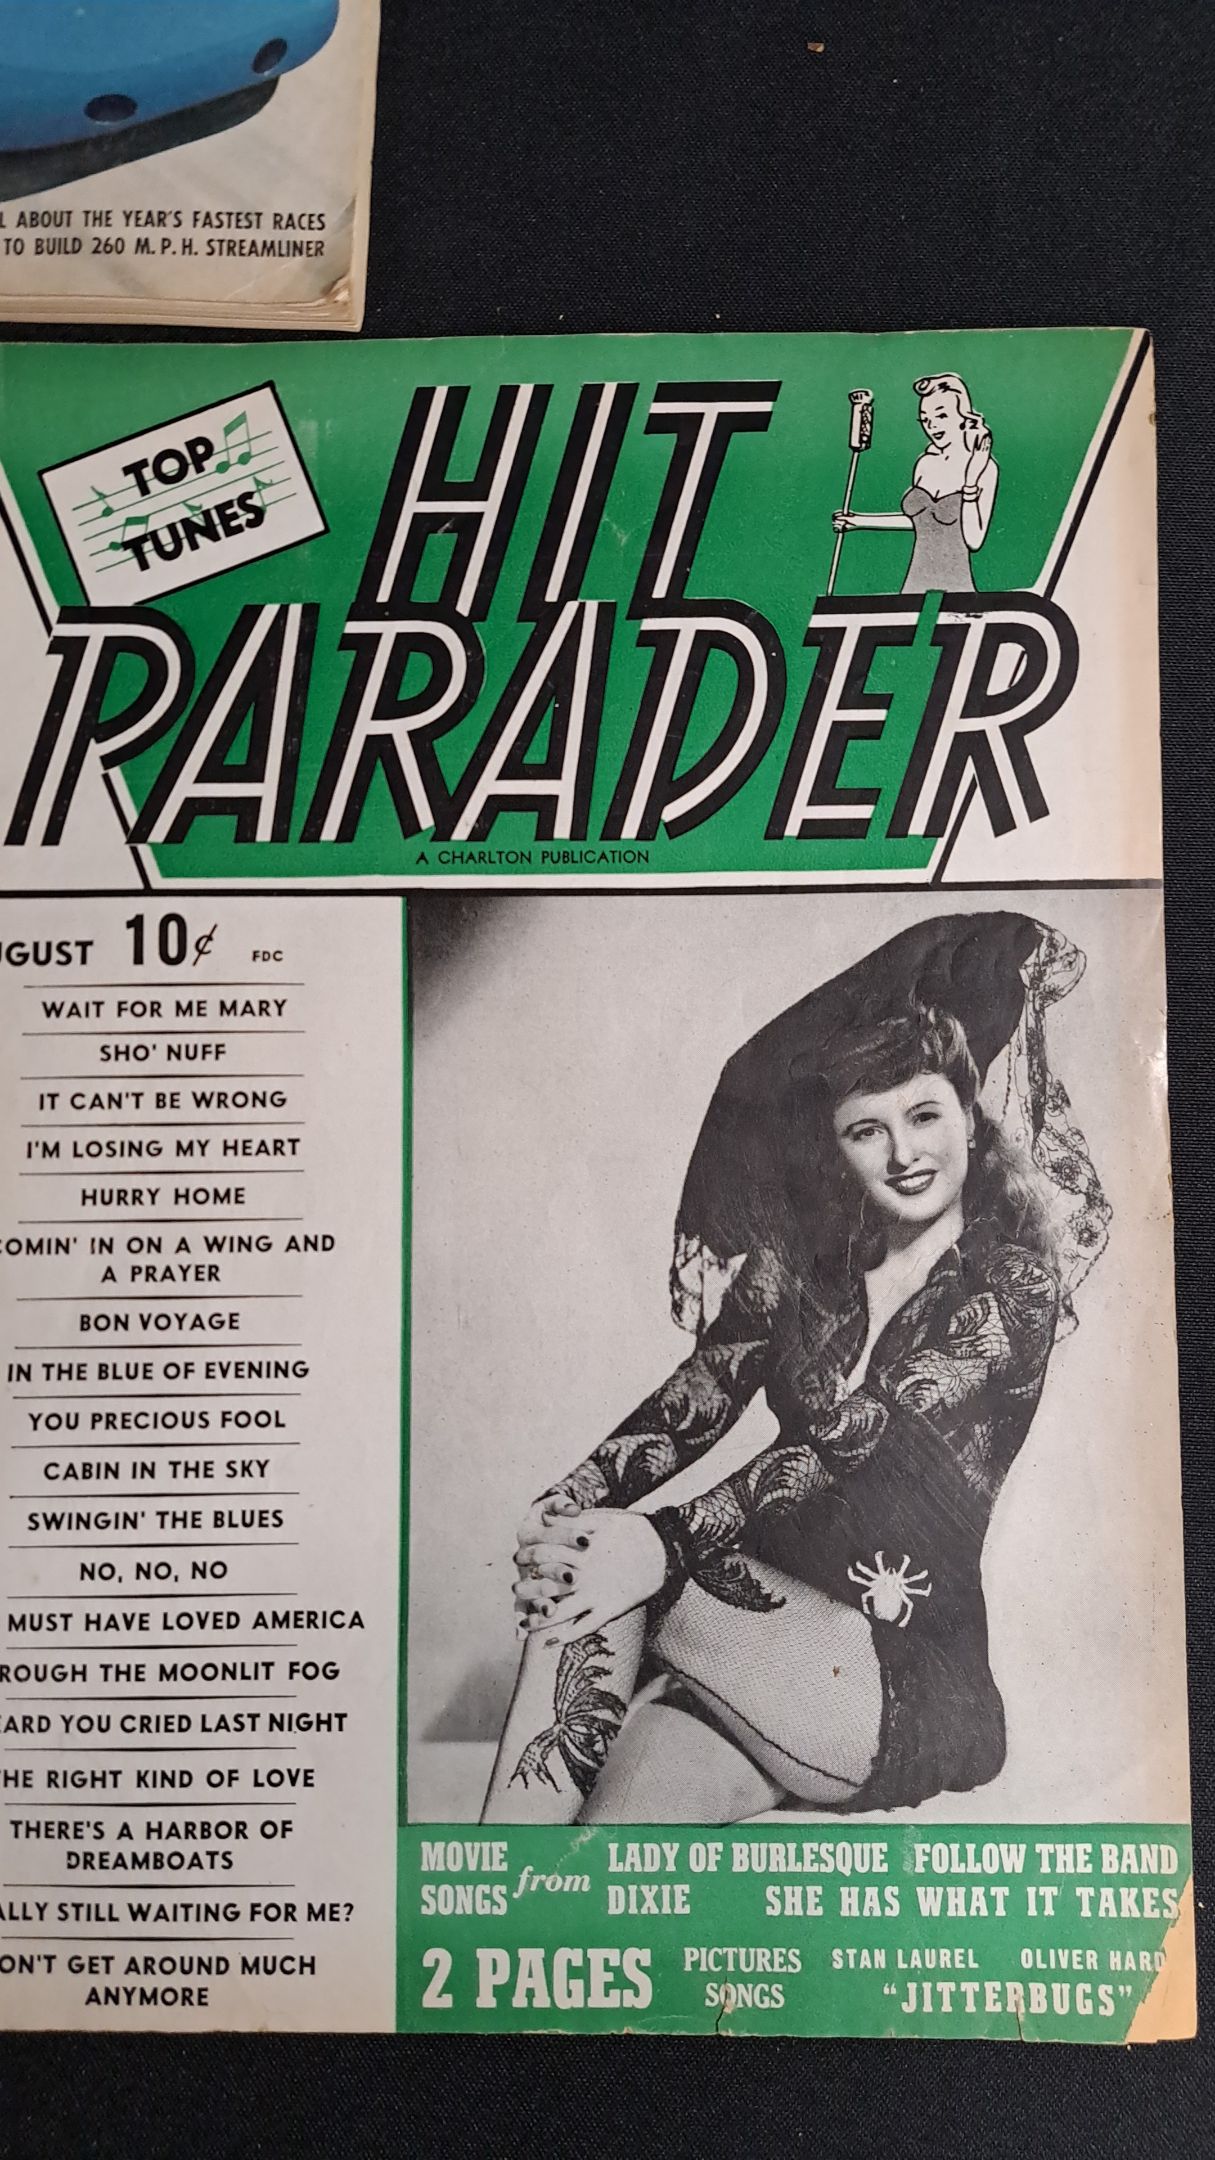 ABOUT THE YEAR'S FASTEST RACES
TO BUILD 260 M.P.H. STREAMLINER
TOP
TUNES
HIT
PARADER
A CHARLTON PUBLICATION
UGUST 10¢ FDC
WAIT FOR ME MARY
SHO' NUFF
IT CAN'T BE WRONG
I'M LOSING MY HEART
HURRY HOME
COMIN' IN ON A WING AND
A PRAYER
BON VOYAGE
IN THE BLUE OF EVENING
YOU PRECIOUS FOOL
CABIN IN THE SKY
SWINGIN' THE BLUES
NO, NO, NO
MUST HAVE LOVED AMERICA
ROUGH THE MOONLIT FOG
EARD YOU CRIED LAST NIGHT
HE RIGHT KIND OF LOVE
THERE'S A HARBOR OF
DREAMBOATS
ALLY STILL WAITING FOR ME?
ON'T GET AROUND MUCH
ANYMORE
MOVIE SONGS from LADY OF BURLESQUE FOLLOW THE BAND
DIXIE SHE HAS WHAT IT TAKES
2 PAGES PICTURES SONGS STAN LAUREL OLIVER HARD
"JITTERBUGS"